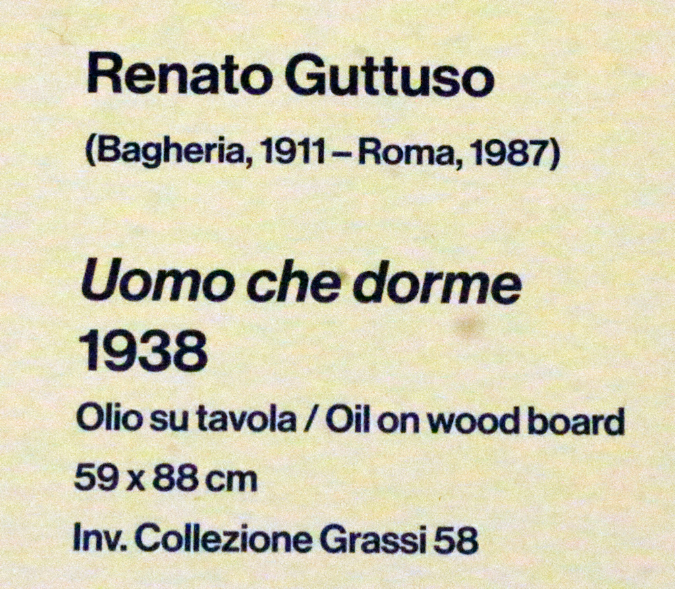 Renato Guttuso
(Bagheria, 1911 – Roma, 1987)
Uomo che dorme
1938
Olio su tavola / Oil on wood board
59 x 88 cm
Inv. Collezione Grassi 58